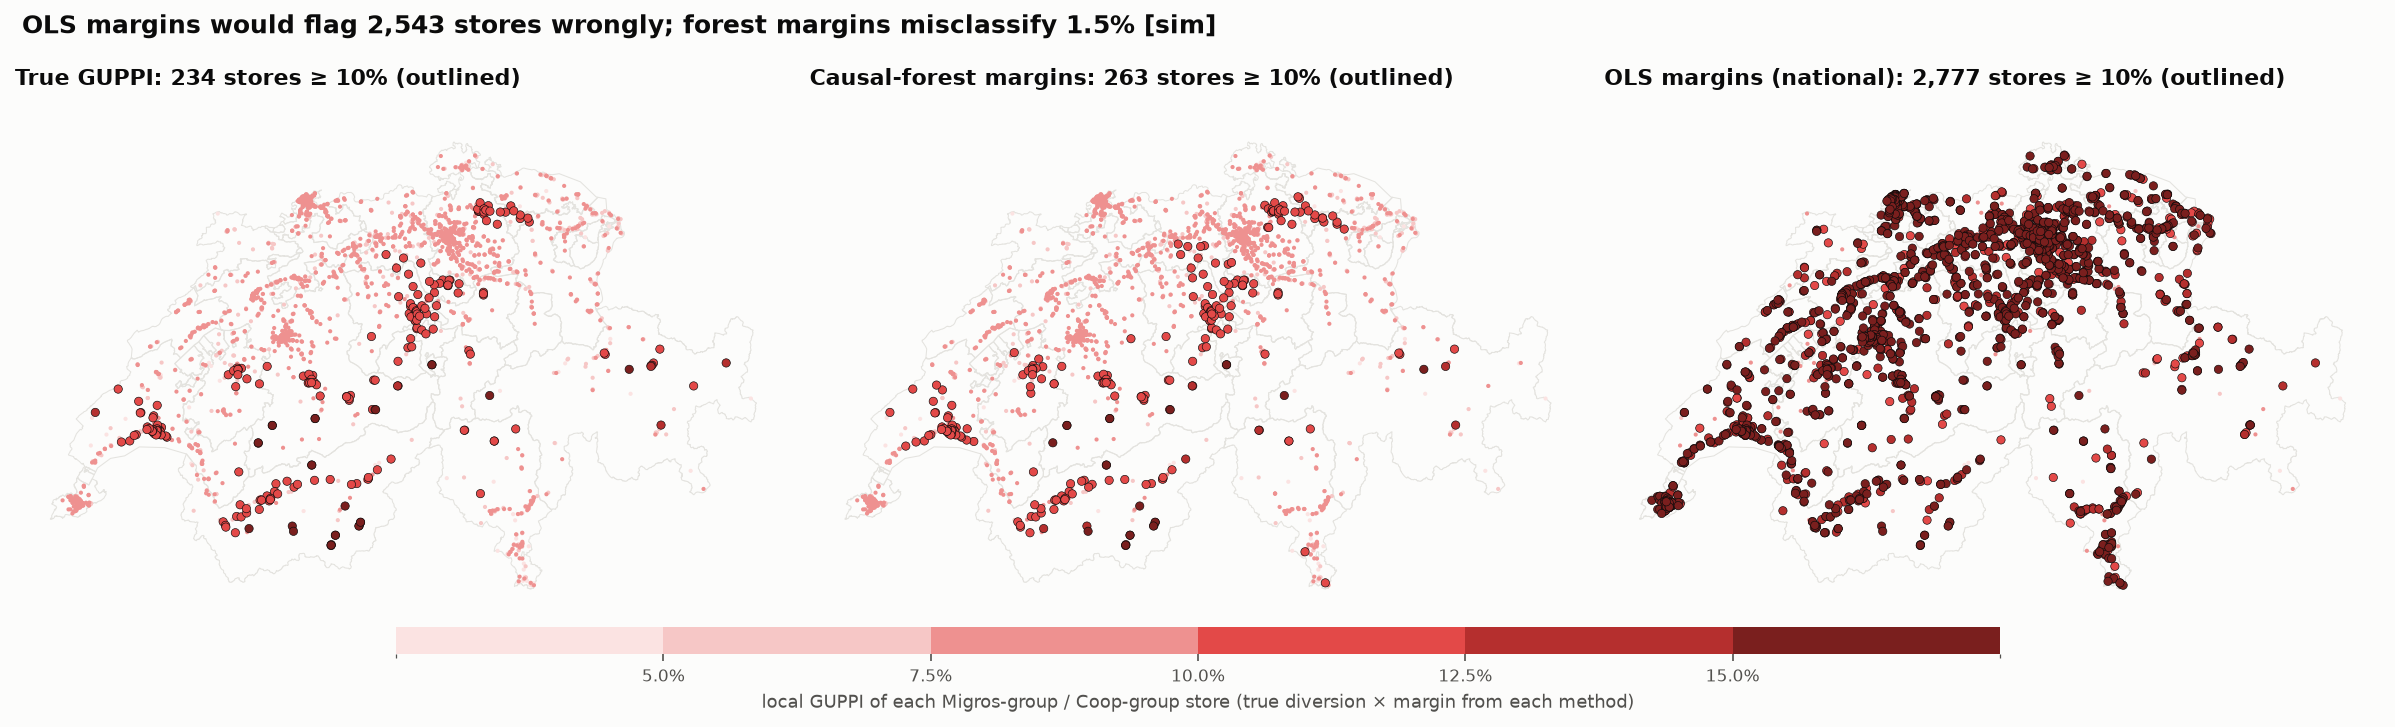 OLS margins would flag 2,543 stores wrongly; forest margins misclassify 1.5% [sim]
True GUPPI: 234 stores ≥ 10% (outlined)
Causal-forest margins: 263 stores ≥ 10% (outlined)
OLS margins (national): 2,777 stores ≥ 10% (outlined)
5.0% 7.5% 10.0% 12.5% 15.0%
local GUPPI of each Migros-group / Coop-group store (true diversion × margin from each method)